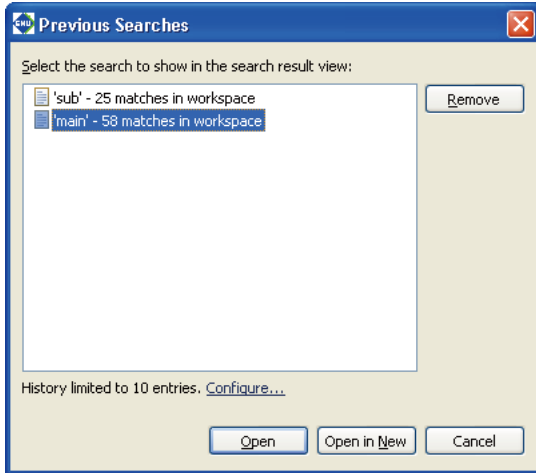 Previous Searches
Select the search to show in the search result view:
'sub' - 25 matches in workspace
'main' - 58 matches in workspace
Remove
History limited to 10 entries. Configure...
Open
Open in New
Cancel